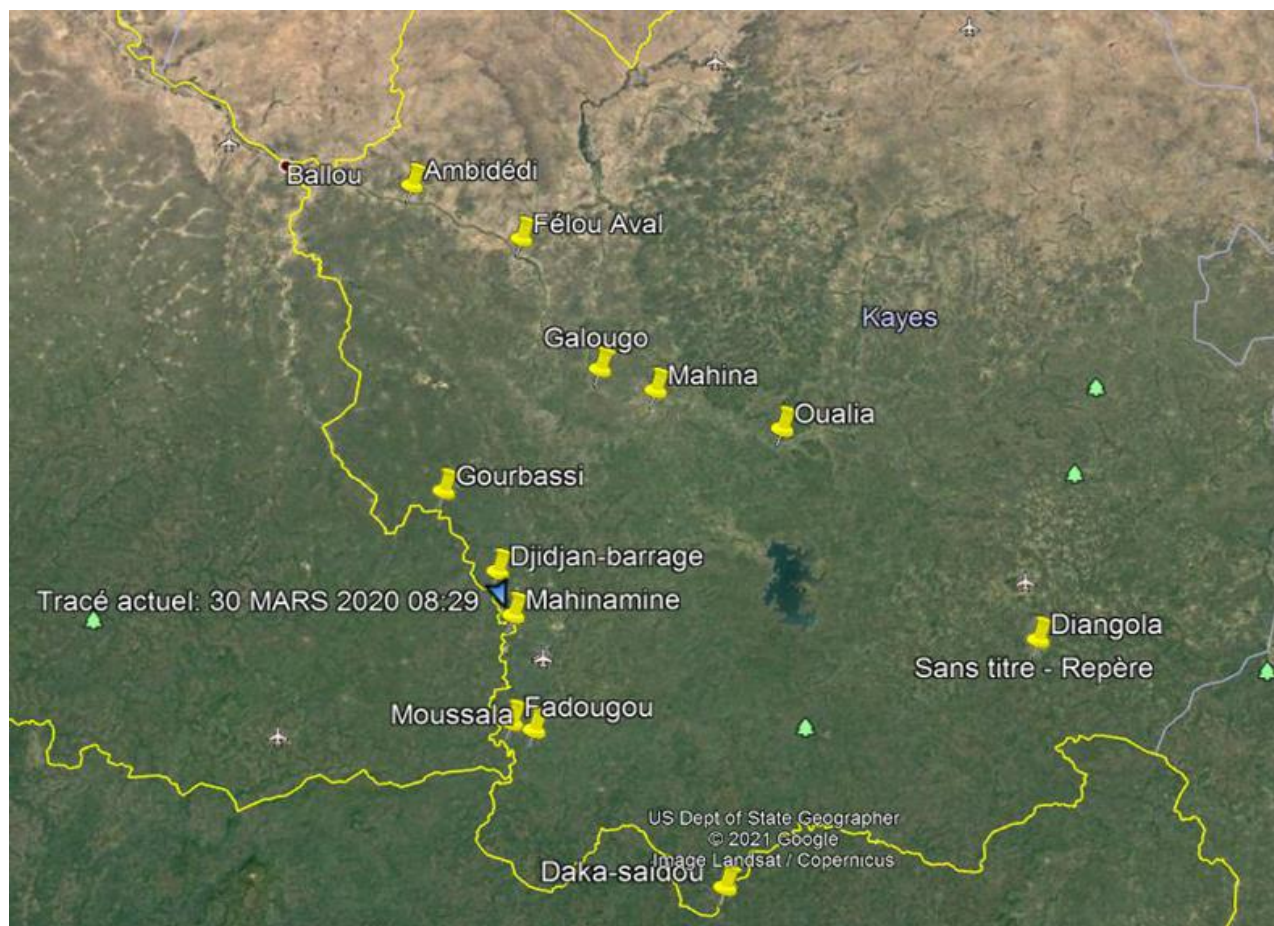 Ballou
Ambidédi
Félou Aval
Kayes
Galougo
Mahina
Oualia
Gourbassi
Djidjan-barrage
Tracé actuel: 30 MARS 2020 08:29
Mahinamine
Diangola
Sans titre - Repère
Moussala
Fadougou
US Dept of State Geographer
© 2021 Google
Image Landsat / Copernicus
Daka-saïdou